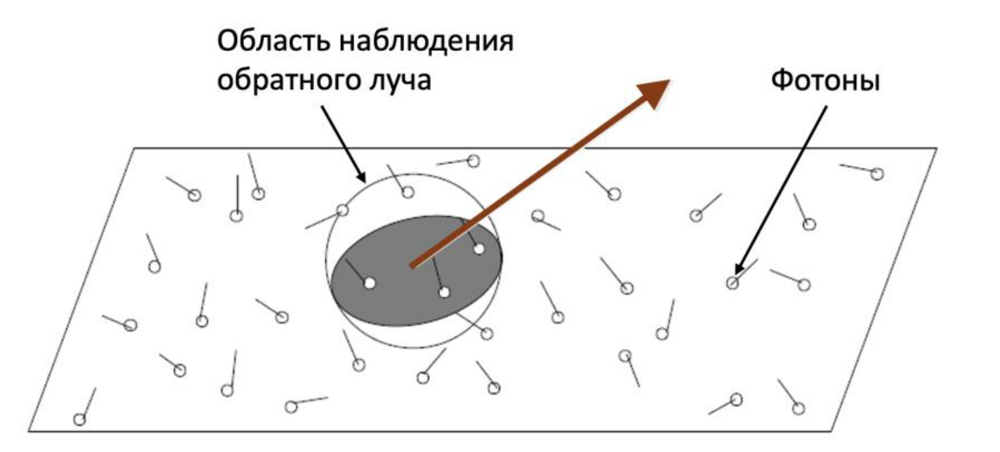 Область наблюдения
обратного луча
Фотоны